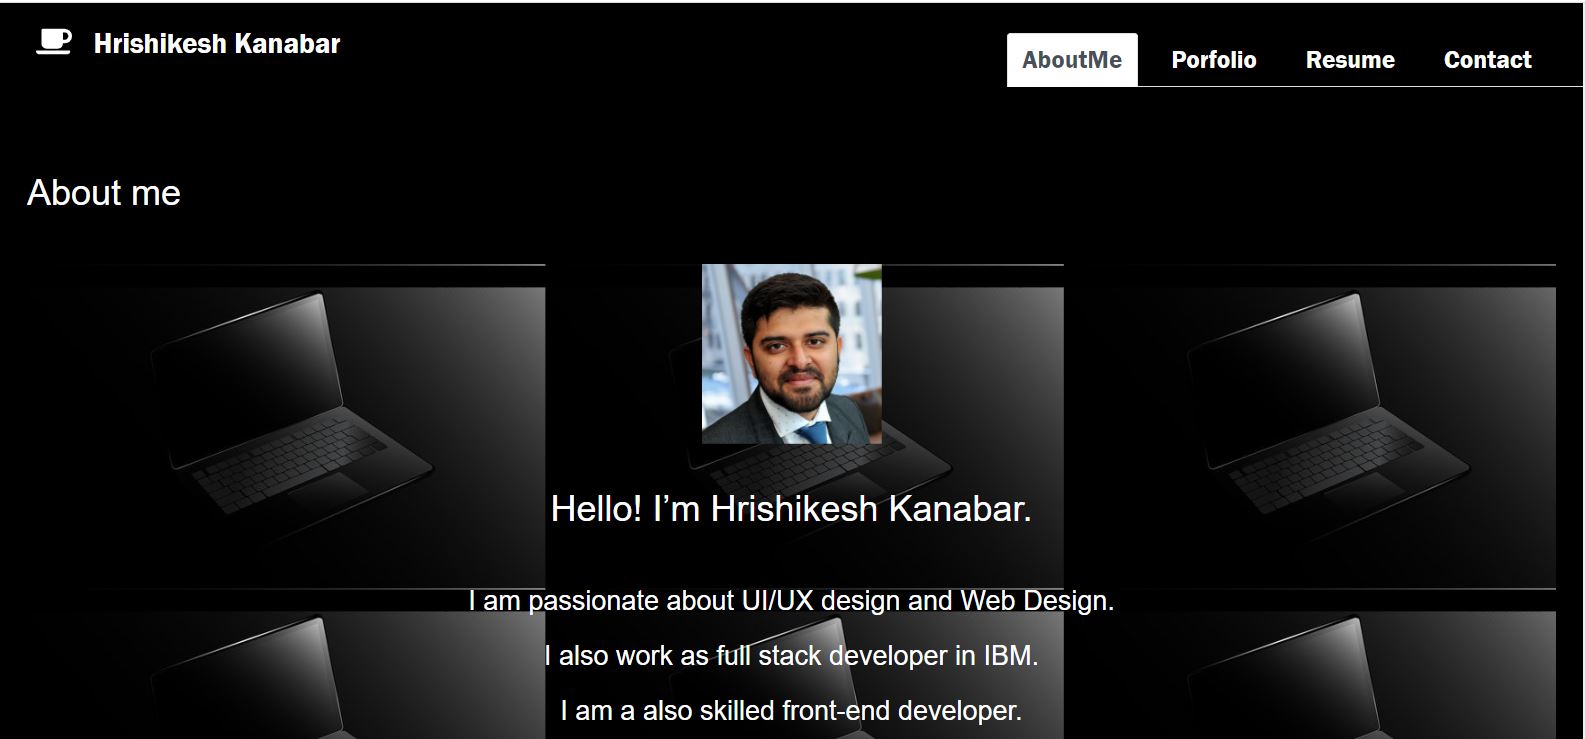 Hrishikesh Kanabar
AboutMe Porfolio Resume Contact
About me
Hello! I’m Hrishikesh Kanabar.
I am passionate about UI/UX design and Web Design.
I also work as full stack developer in IBM.
I am a also skilled front-end developer.